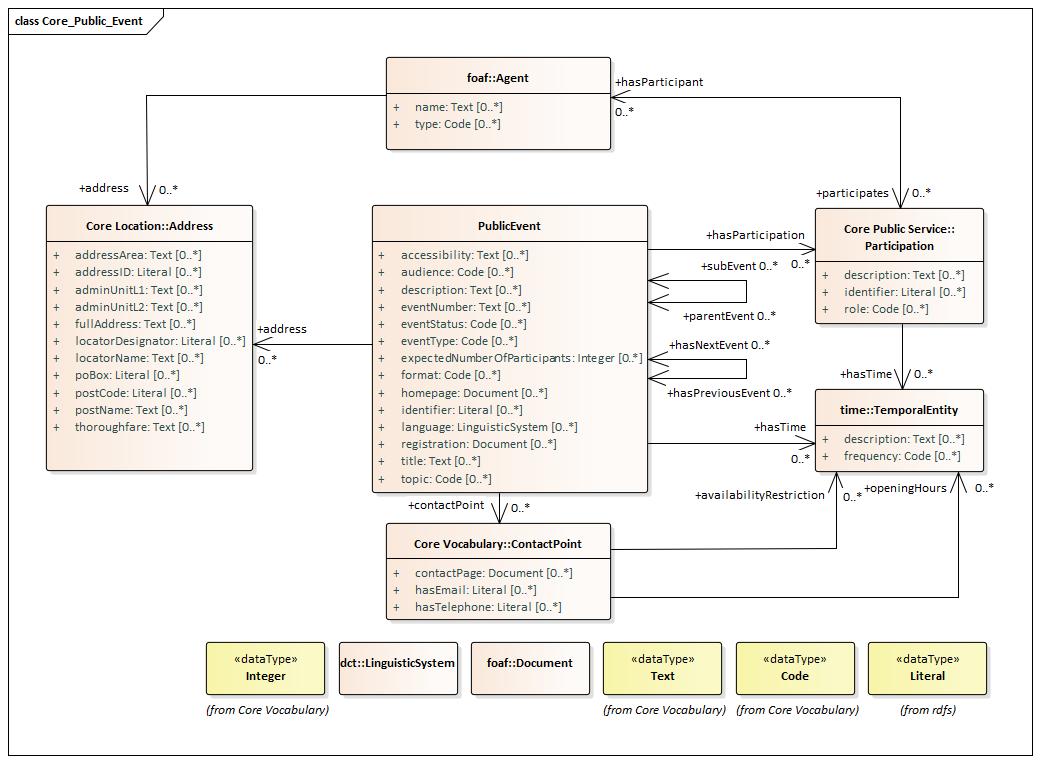 class Core_Public_Event
foaf::Agent
+ name: Text [0..*]
+ type: Code [0..*]
+hasParticipant
0..*
+address
0..*
+participates
0..*
Core Location::Address
+ addressArea: Text [0..*]
+ addressID: Literal [0..*]
+ adminUnitL1: Text [0..*]
+ adminUnitL2: Text [0..*]
+ fullAddress: Text [0..*]
+ locatorDesignator: Literal [0..*]
+ locatorName: Text [0..*]
+ poBox: Literal [0..*]
+ postCode: Literal [0..*]
+ postName: Text [0..*]
+ thoroughfare: Text [0..*]
+address
0..*
PublicEvent
+ accessibility: Text [0..*]
+ audience: Code [0..*]
+ description: Text [0..*]
+ eventNumber: Text [0..*]
+ eventStatus: Code [0..*]
+ eventType: Code [0..*]
+ expectedNumberOfParticipants: Integer [0..*]
+ format: Code [0..*]
+ homepage: Document [0..*]
+ identifier: Literal [0..*]
+ language: LinguisticSystem [0..*]
+ registration: Document [0..*]
+ title: Text [0..*]
+ topic: Code [0..*]
+hasParticipation
0..*
+subEvent 0..*
+parentEvent 0..*
+hasNextEvent 0..*
+hasPreviousEvent 0..*
+hasTime
0..*
Core Public Service::
Participation
+ description: Text [0..*]
+ identifier: Literal [0..*]
+ role: Code [0..*]
+hasTime
0..*
time::TemporalEntity
+ description: Text [0..*]
+ frequency: Code [0..*]
+availabilityRestriction
0..*
+openingHours
0..*
+contactPoint
0..*
Core Vocabulary::ContactPoint
+ contactPage: Document [0..*]
+ hasEmail: Literal [0..*]
+ hasTelephone: Literal [0..*]
«dataType»
Integer
(from Core Vocabulary)
dct::LinguisticSystem
foaf::Document
«dataType»
Text
(from Core Vocabulary)
«dataType»
Code
(from Core Vocabulary)
«dataType»
Literal
(from rdfs)